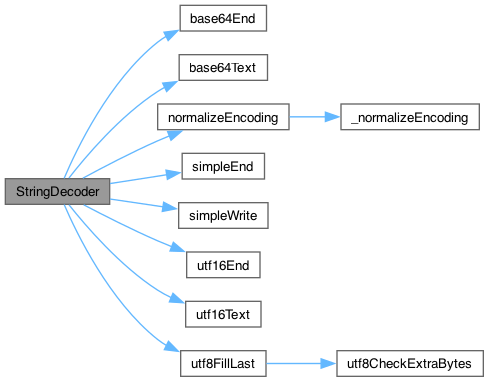 base64End
base64Text
normalizeEncoding
_normalizeEncoding
simpleEnd
StringDecoder
simpleWrite
utf16End
utf16Text
utf8FillLast
utf8CheckExtraBytes